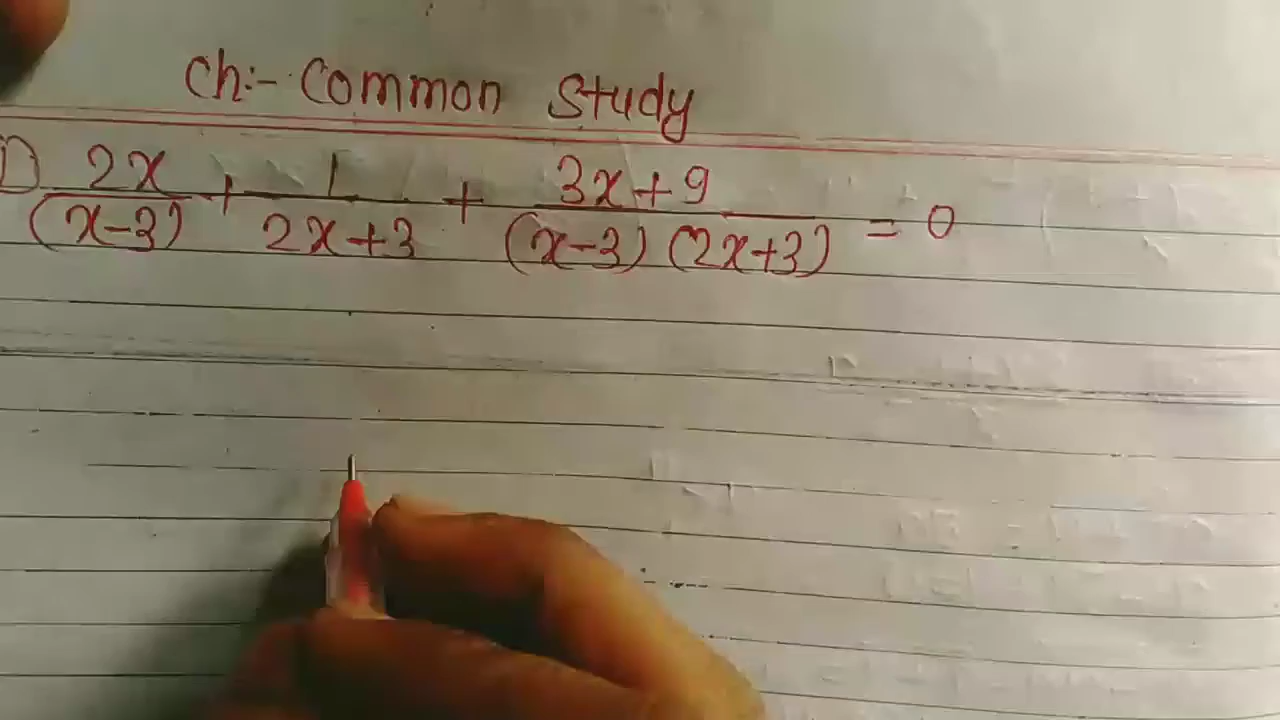 Ch:- Common Study
1) 2x/(x-3) + 1/2x+3 + 3x+9/(x-3)(2x+3) = 0